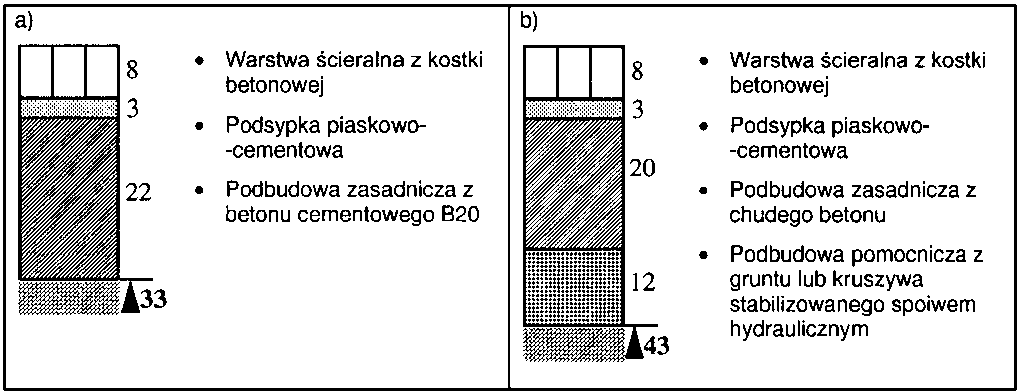 a)
8
3
22
33
• Warstwa ścieralna z kostki
betonowej
• Podsypka piaskowo-
-cementowa
• Podbudowa zasadnicza z
betonu cementowego B20
b)
8
3
20
12
43
• Warstwa ścieralna z kostki
betonowej
• Podsypka piaskowo-
-cementowa
• Podbudowa zasadnicza z
chudego betonu
• Podbudowa pomocnicza z
gruntu lub kruszywa
stabilizowanego spoiwem
hydraulicznym